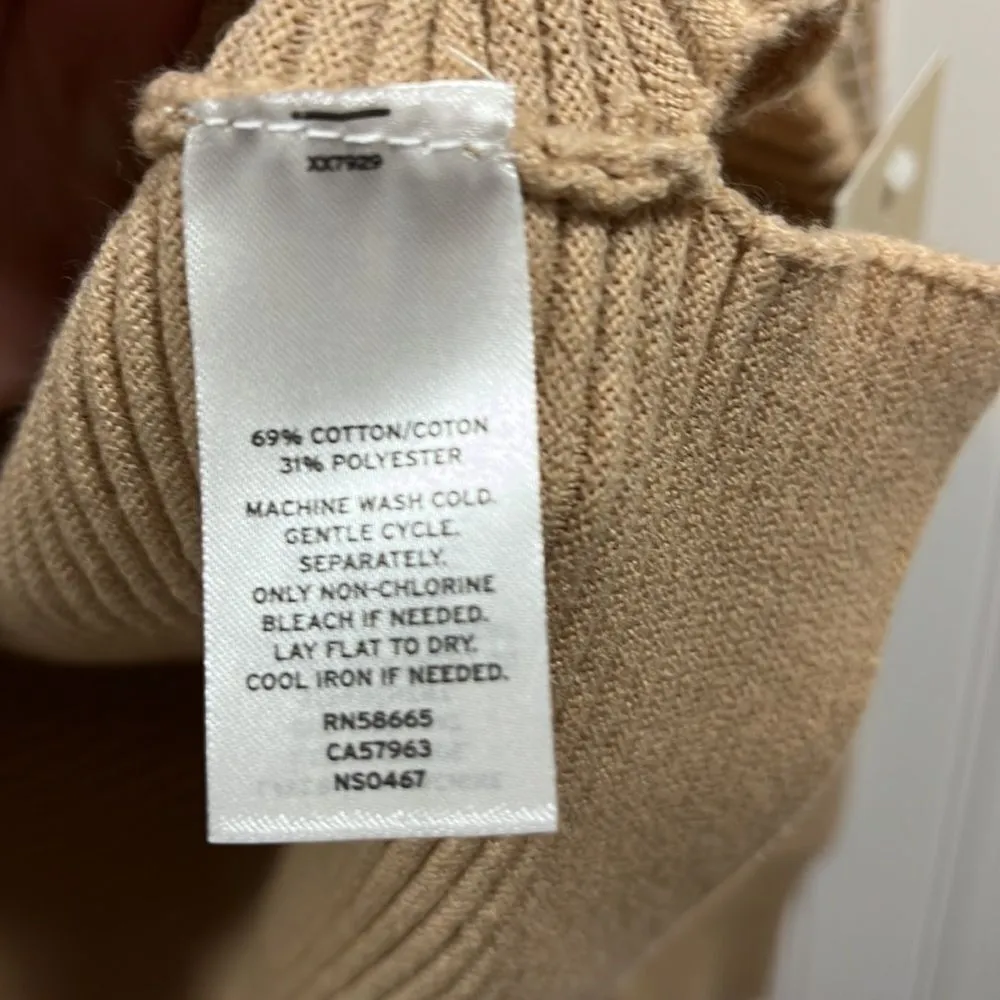 XX7929
69% COTTON/COTON
31% POLYESTER
MACHINE WASH COLD.
GENTLE CYCLE.
SEPARATELY.
ONLY NON-CHLORINE
BLEACH IF NEEDED.
LAY FLAT TO DRY.
COOL IRON IF NEEDED.
RN58665
CA57963
NS0467